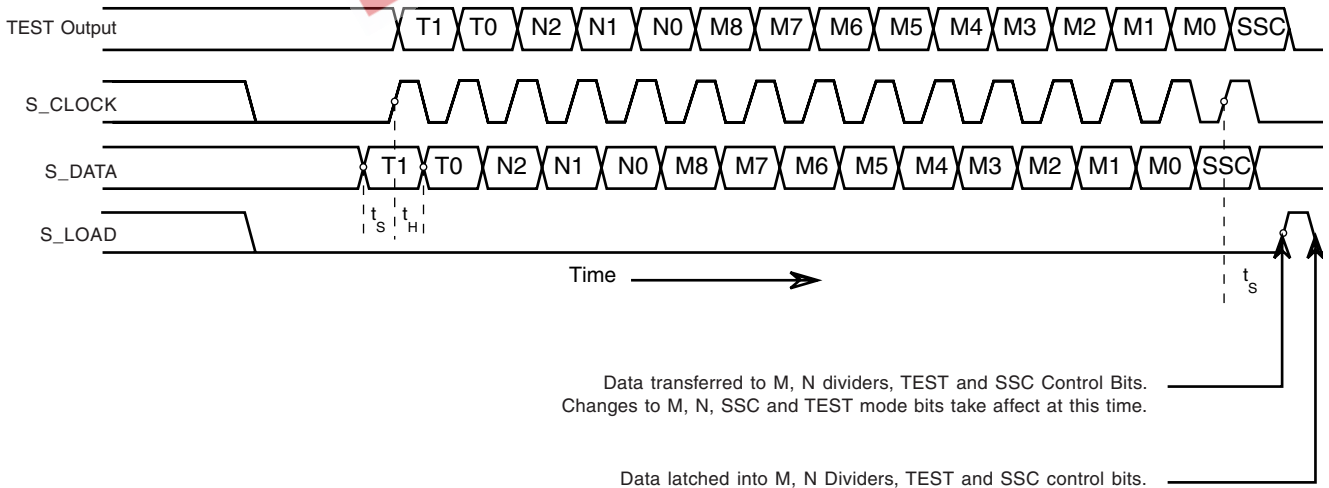 TEST Output T1 T0 N2 N1 N0 M8 M7 M6 M5 M4 M3 M2 M1 M0 SSC
S_CLOCK
S_DATA T1 T0 N2 N1 N0 M8 M7 M6 M5 M4 M3 M2 M1 M0 SSC
tS tH
S_LOAD
Time
tS
Data transferred to M, N dividers, TEST and SSC Control Bits.
Changes to M, N, SSC and TEST mode bits take affect at this time.
Data latched into M, N Dividers, TEST and SSC control bits.